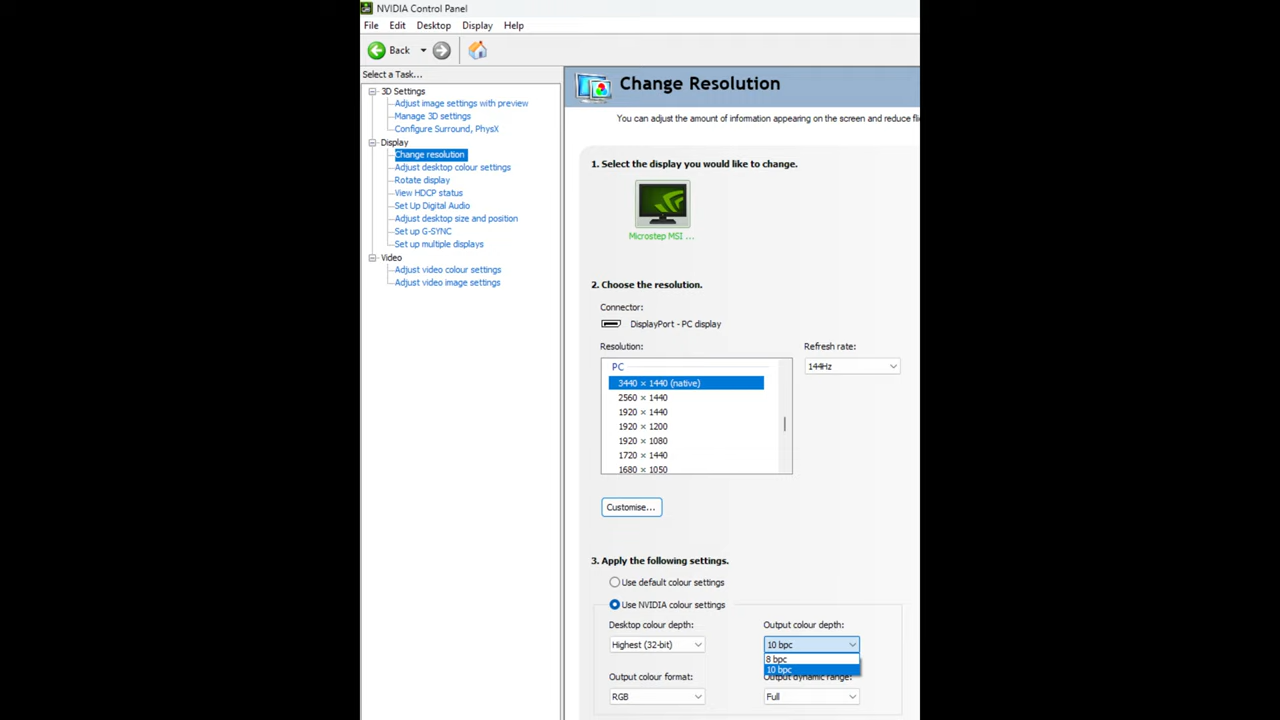 NVIDIA Control Panel
File Edit Desktop Display Help
Back
Select a Task...
3D Settings
Adjust image settings with preview
Manage 3D settings
Configure Surround, PhysX
Display
Change resolution
Adjust desktop colour settings
Rotate display
View HDCP status
Set Up Digital Audio
Adjust desktop size and position
Set up G-SYNC
Set up multiple displays
Video
Adjust video colour settings
Adjust video image settings
Change Resolution
You can adjust the amount of information appearing on the screen and reduce
1. Select the display you would like to change.
Microstep MSI ...
2. Choose the resolution.
Connector:
DisplayPort - PC display
Resolution:
Refresh rate:
PC
144Hz
3440 × 1440 (native)
2560 × 1440
1920 × 1440
1920 × 1200
1920 × 1080
1720 × 1440
1680 × 1050
Customise...
3. Apply the following settings.
Use default colour settings
Use NVIDIA colour settings
Desktop colour depth:
Output colour depth:
Highest (32-bit)
10 bpc
8 bpc
10 bpc
Output colour format:
Output dynamic range:
RGB
Full